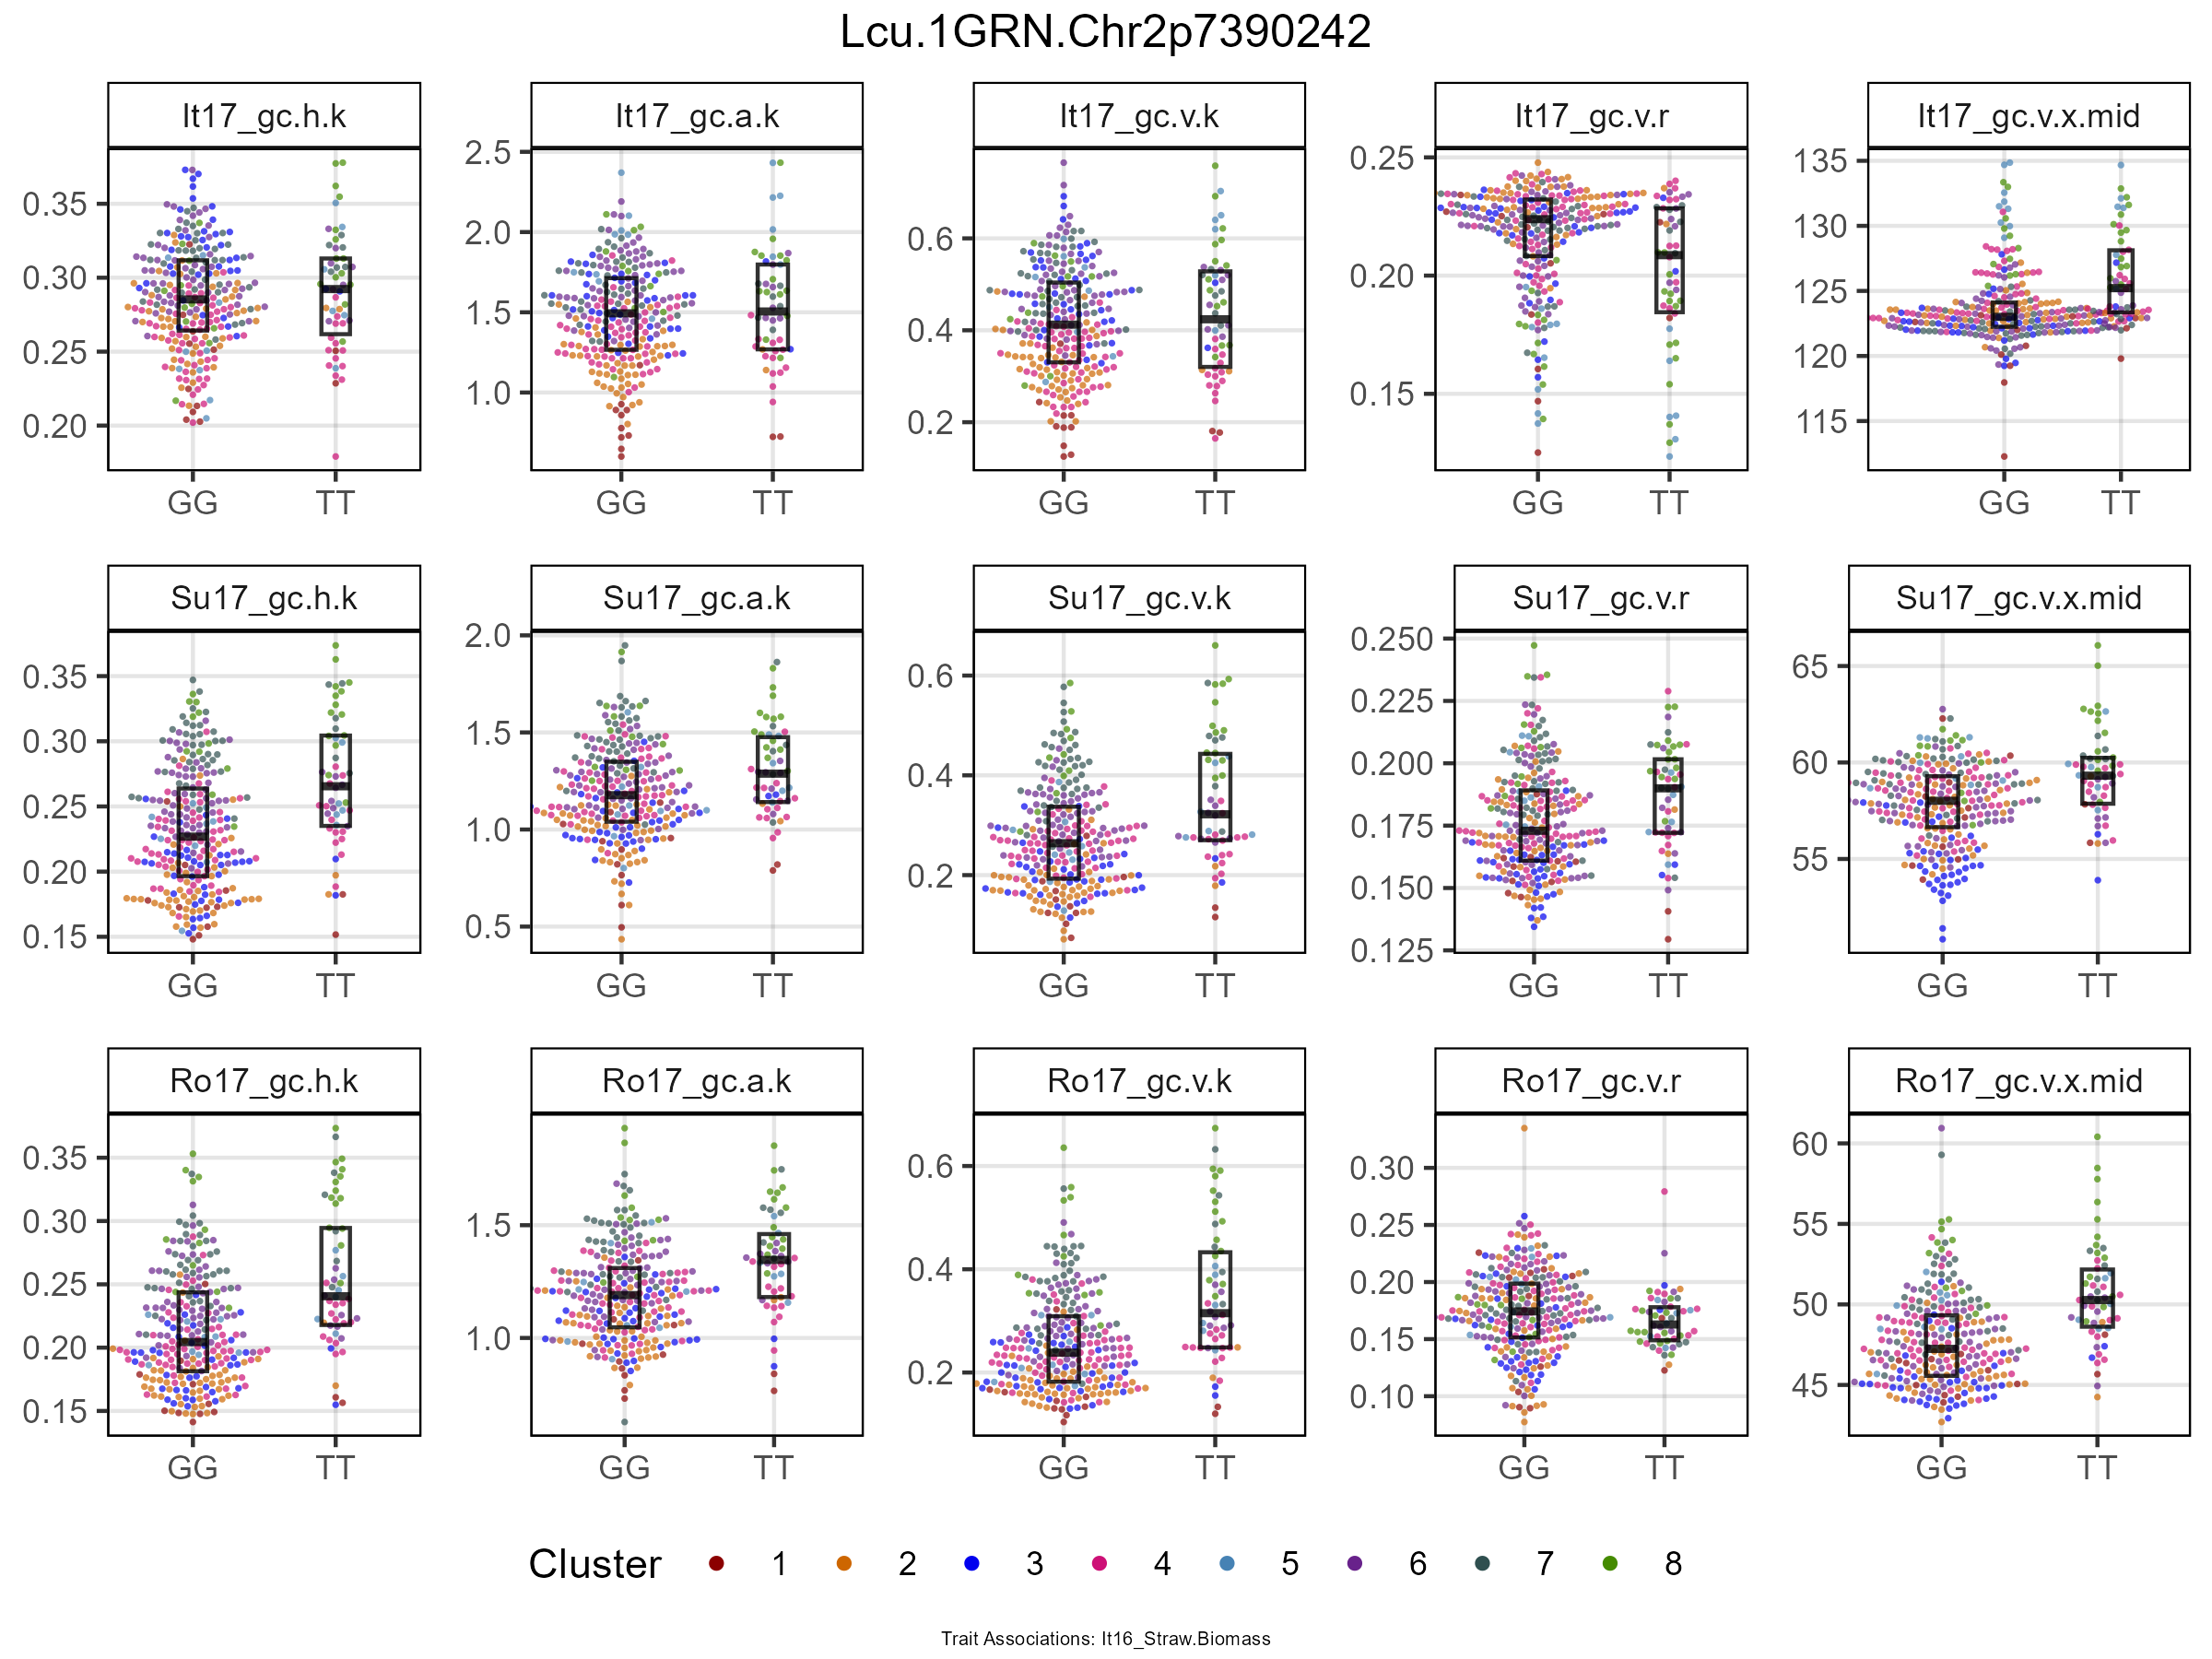 Lcu.1GRN.Chr2p7390242
It17_gc.h.k It17_gc.a.k It17_gc.v.k It17_gc.v.r It17_gc.v.x.mid
0.35 0.30 0.25 0.20
2.5 2.0 1.5 1.0
0.6 0.4 0.2
0.25 0.20 0.15
135 130 125 120 115
GG TT GG TT GG TT GG TT GG TT
Su17_gc.h.k Su17_gc.a.k Su17_gc.v.k Su17_gc.v.r Su17_gc.v.x.mid
0.35 0.30 0.25 0.20 0.15
2.0 1.5 1.0 0.5
0.6 0.4 0.2
0.250 0.225 0.200 0.175 0.150 0.125
65 60 55
GG TT GG TT GG TT GG TT GG TT
Ro17_gc.h.k Ro17_gc.a.k Ro17_gc.v.k Ro17_gc.v.r Ro17_gc.v.x.mid
0.35 0.30 0.25 0.20 0.15
1.5 1.0
0.6 0.4 0.2
0.30 0.25 0.20 0.15 0.10
60 55 50 45
GG TT GG TT GG TT GG TT GG TT
Cluster 1 2 3 4 5 6 7 8
Trait Associations: It16_Straw.Biomass